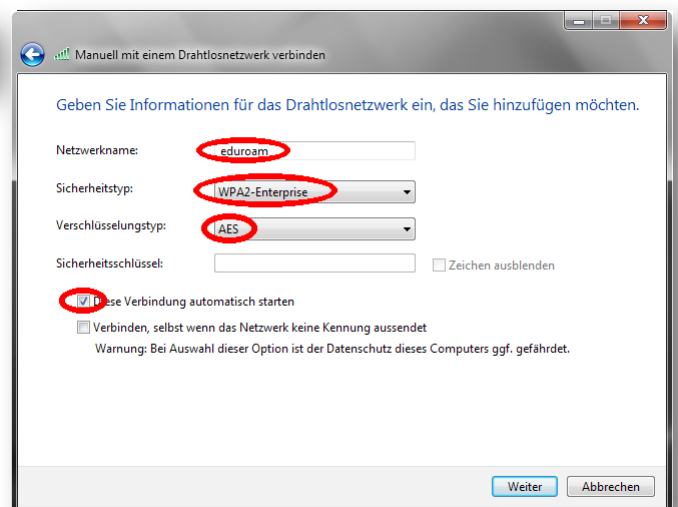 Manuell mit einem Drahtlosnetzwerk verbinden
Geben Sie Informationen für das Drahtlosnetzwerk ein, das Sie hinzufügen möchten.
Netzwerkname: eduroam
Sicherheitstyp: WPA2-Enterprise
Verschlüsselungstyp: AES
Sicherheitsschlüssel: Zeichen ausblenden
Diese Verbindung automatisch starten
Verbinden, selbst wenn das Netzwerk keine Kennung aussendet
Warnung: Bei Auswahl dieser Option ist der Datenschutz dieses Computers ggf. gefährdet.
Weiter Abbrechen